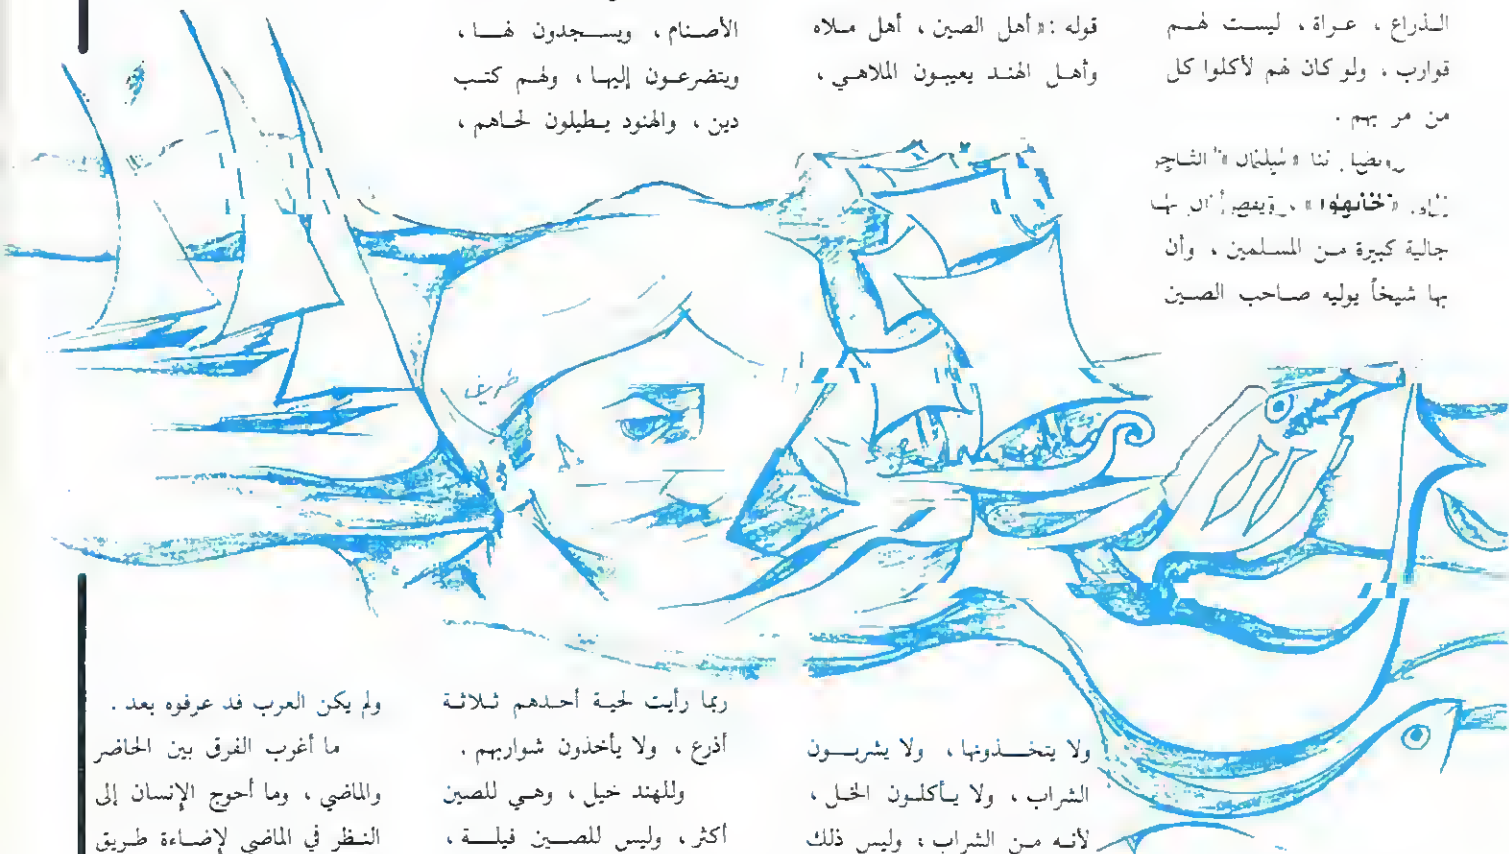 الذراع ، عراة ، ليست لهم
قوارب ، ولو كان لهم لأكلوا كل
من مر بهم .
التاجر
جالية كبيرة من المسلمين ، وأن
بها شيخاً يوليه صاحب الصين
قوله : « أهل الصين ، أهل ملاه
وأهل الهند يعيبون الملاهي ،
ولا يتخذونها ، ولا يشربون
الشراب ، ولا يأكلون الخل ،
لأنه من الشراب ؛ وليس ذلك
الأصنام ، ويسجدون لها ،
ويتضرعون إليها ، ولهم كتب
دين ، والهنود يطيلون لحاهم ،
ربما رأيت لحية أحدهم ثلاثة
أذرع ، ولا يأخذون شواربهم .
وللهند خيل ، وهي للصين
أكثر ، وليس للصين فيلة ،
ولم يكن العرب قد عرفوه بعد .
ما أغرب الفرق بين الحاضر
والماضي ، وما أحوج الإنسان إلى
النظر في الماضي لإضاءة طريق